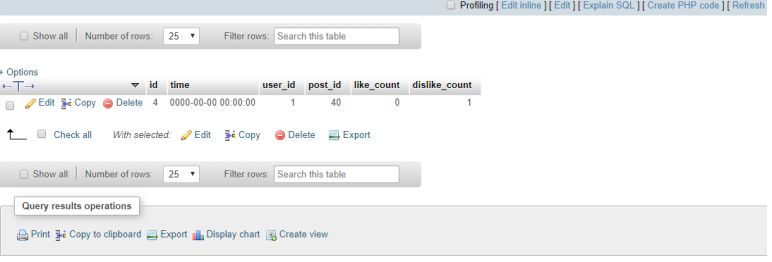 Profiling [ Edit inline ] [ Edit ] [ Explain SQL ] [ Create PHP code ] [ Refresh
Show all Number of rows: 25 Filter rows: Search this table
+ Options
←T→ id time user_id post_id like_count dislike_count
Edit Copy Delete 4 0000-00-00 00:00:00 1 40 0 1
Check all With selected: Edit Copy Delete Export
Show all Number of rows: 25 Filter rows: Search this table
Query results operations
Print Copy to clipboard Export Display chart Create view